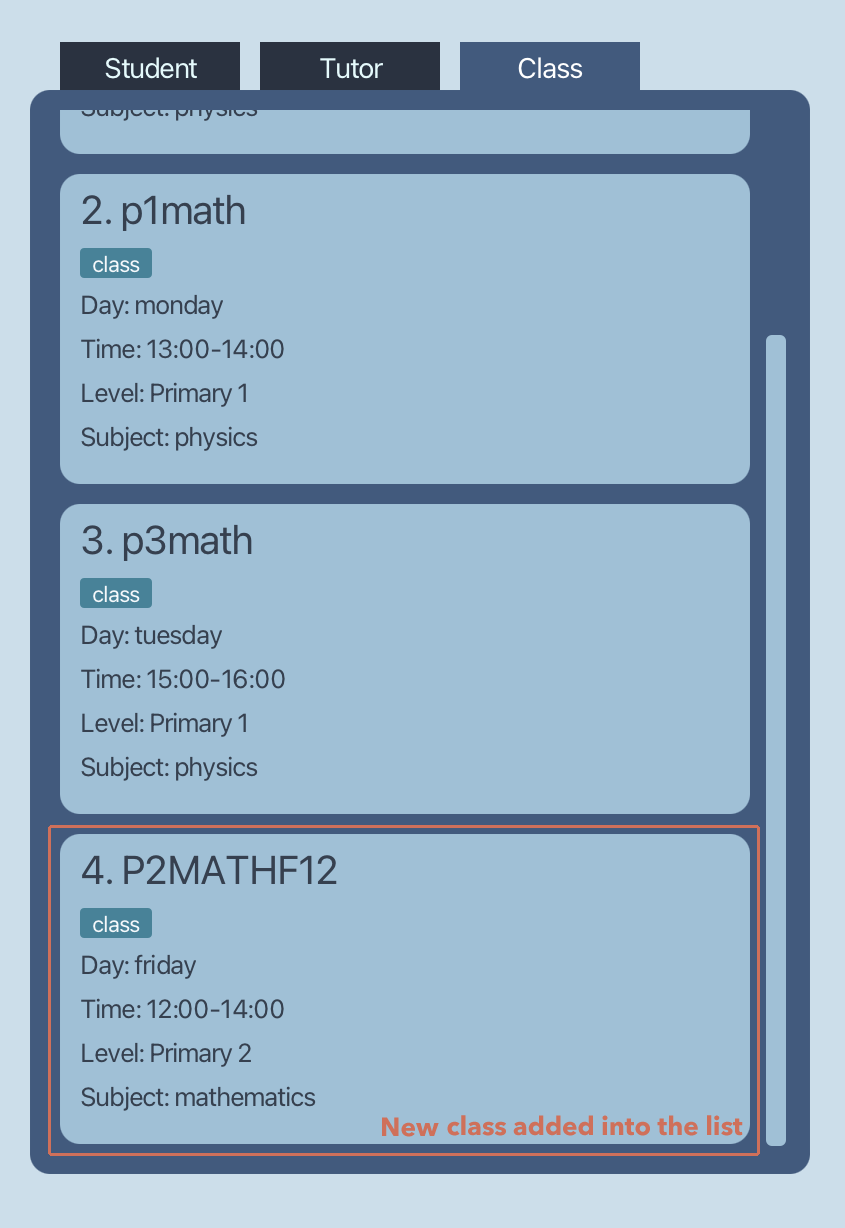 Student
Tutor
Class
Subject: physics
2. p1math
class
Day: monday
Time: 13:00-14:00
Level: Primary 1
Subject: physics
3. p3math
class
Day: tuesday
Time: 15:00-16:00
Level: Primary 1
Subject: physics
4. P2MATHF12
class
Day: friday
Time: 12:00-14:00
Level: Primary 2
Subject: mathematics
New class added into the list